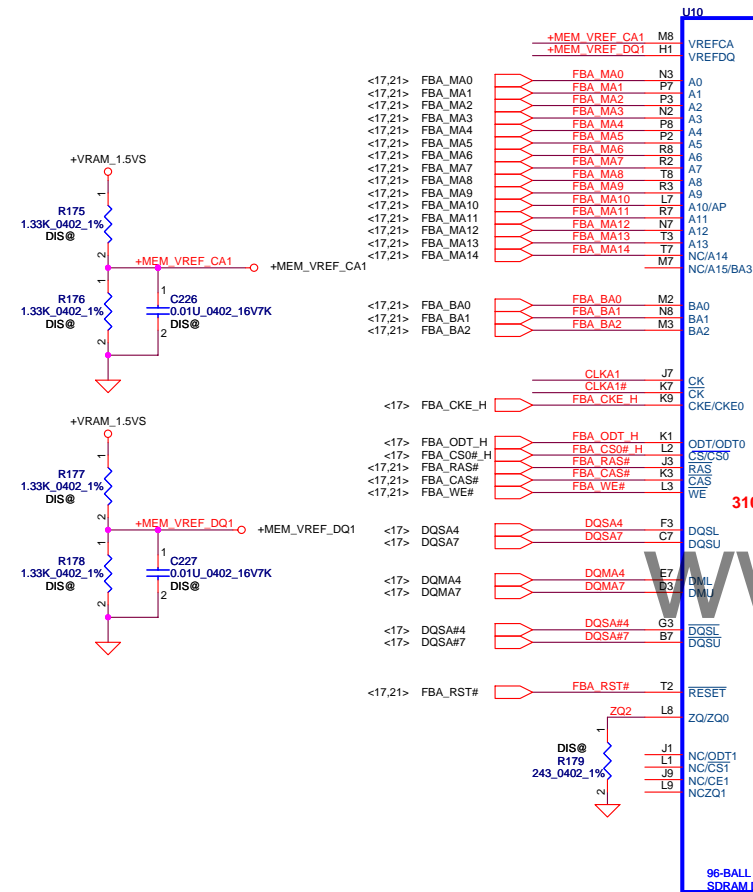 U10
+MEM_VREF_CA1 M8 VREFCA
+MEM_VREF_DQ1 H1 VREFDQ
<17,21> FBA_MA0 FBA_MA0 N3 A0
<17,21> FBA_MA1 FBA_MA1 P7 A1
<17,21> FBA_MA2 FBA_MA2 P3 A2
<17,21> FBA_MA3 FBA_MA3 N2 A3
<17,21> FBA_MA4 FBA_MA4 P8 A4
<17,21> FBA_MA5 FBA_MA5 P2 A5
<17,21> FBA_MA6 FBA_MA6 R8 A6
<17,21> FBA_MA7 FBA_MA7 R2 A7
<17,21> FBA_MA8 FBA_MA8 T8 A8
<17,21> FBA_MA9 FBA_MA9 R3 A9
<17,21> FBA_MA10 FBA_MA10 L7 A10/AP
<17,21> FBA_MA11 FBA_MA11 R7 A11
<17,21> FBA_MA12 FBA_MA12 N7 A12
<17,21> FBA_MA13 FBA_MA13 T3 A13
<17,21> FBA_MA14 FBA_MA14 T7 NC/A14
M7 NC/A15/BA3
+VRAM_1.5VS
1
R175
1.33K_0402_1%
DIS@
2
+MEM_VREF_CA1 +MEM_VREF_CA1
1
R176
1.33K_0402_1%
DIS@
2
1
C226
0.01U_0402_16V7K
DIS@
2
<17,21> FBA_BA0 FBA_BA0 M2 BA0
<17,21> FBA_BA1 FBA_BA1 N8 BA1
<17,21> FBA_BA2 FBA_BA2 M3 BA2
CLKA1 J7 CK
CLKA1# K7 CK
<17> FBA_CKE_H FBA_CKE_H K9 CKE/CKE0
+VRAM_1.5VS
1
R177
1.33K_0402_1%
DIS@
2
+MEM_VREF_DQ1 +MEM_VREF_DQ1
1
R178
1.33K_0402_1%
DIS@
2
1
C227
0.01U_0402_16V7K
DIS@
2
<17> FBA_ODT_H FBA_ODT_H K1 ODT/ODT0
<17> FBA_CS0#_H FBA_CS0#_H L2 CS/CS0
<17,21> FBA_RAS# FBA_RAS# J3 RAS
<17,21> FBA_CAS# FBA_CAS# K3 CAS
<17,21> FBA_WE# FBA_WE# L3 WE
<17> DQSA4 DQSA4 F3 DQSL
<17> DQSA7 DQSA7 C7 DQSU
<17> DQMA4 DQMA4 E7 DML
<17> DQMA7 DQMA7 D3 DMU
<17> DQSA#4 DQSA#4 G3 DQSL
<17> DQSA#7 DQSA#7 B7 DQSU
<17,21> FBA_RST# FBA_RST# T2 RESET
ZQ2 L8 ZQ/ZQ0
1
DIS@
R179
243_0402_1%
2
J1 NC/ODT1
L1 NC/CS1
J9 NC/CE1
L9 NCZQ1
96-BALL
SDRAM